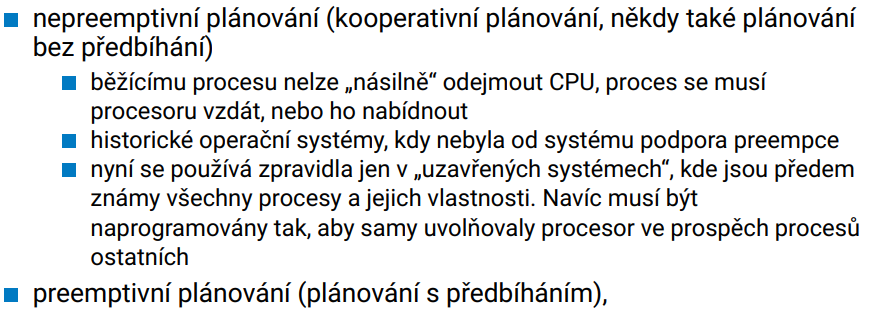 nepreemptivní plánování (kooperativní plánování, někdy také plánování
bez předbíhání)
běžícímu procesu nelze „násilně“ odejmout CPU, proces se musí
procesoru vzdát, nebo ho nabídnout
historické operační systémy, kdy nebyla od systému podpora preempce
nyní se používá zpravidla jen v „uzavřených systémech“, kde jsou předem
známy všechny procesy a jejich vlastnosti. Navíc musí být
naprogramovány tak, aby samy uvolňovaly procesor ve prospěch procesů
ostatních
preemptivní plánování (plánování s předbíháním),